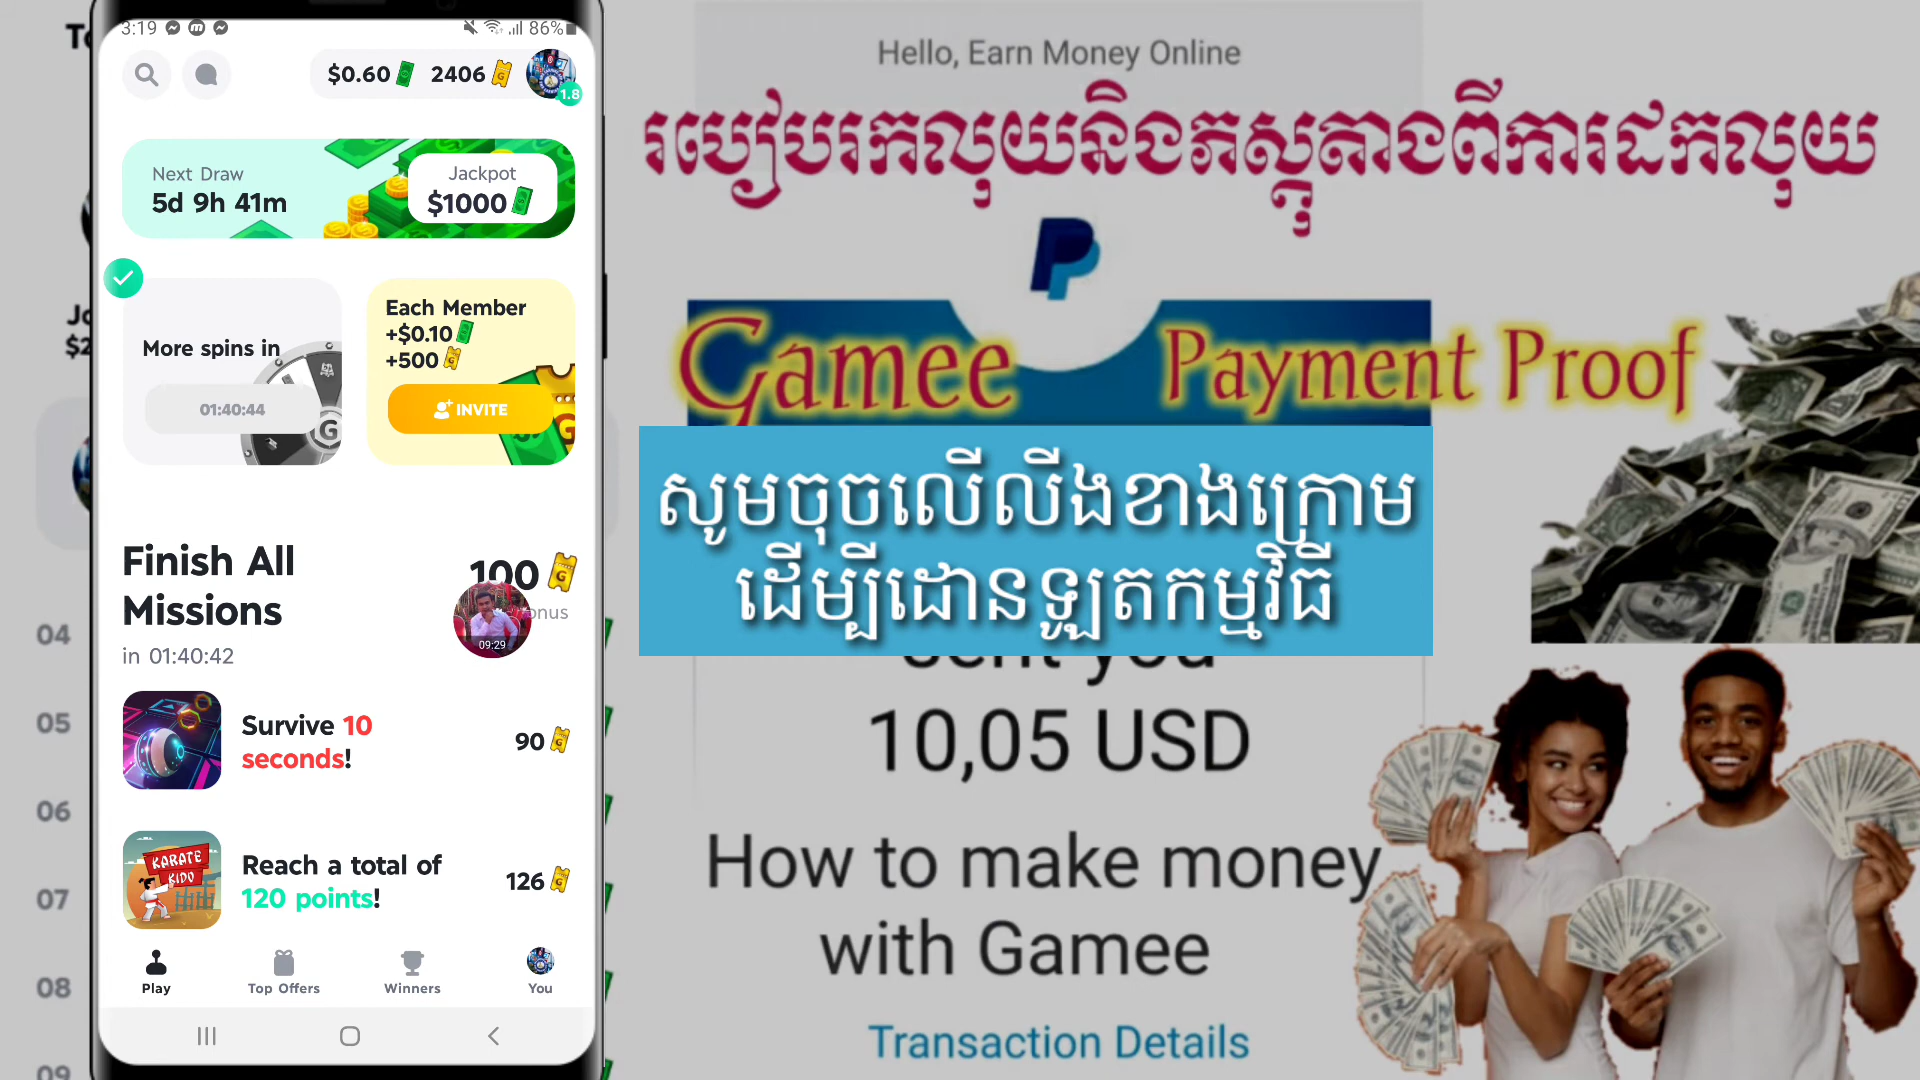 3:19
86%
$0.60
2406
1.8
Next Draw
5d 9h 41m
Jackpot
$1000
More spins in
01:40:44
Each Member
+$0.10
+500
INVITE
Finish All
Missions
in 01:40:42
100
09:29
Survive 10
seconds!
90
KARATE
KIDO
Reach a total of
120 points!
126
Play
Top Offers
Winners
You
04
05
06
07
08
09
Hello, Earn Money Online
របៀបរកលុយនិងភស្តុតាងពីការដកលុយ
Gamee Payment Proof
សូមចុចលើលីងខាងក្រោម
ដើម្បីដោនឡូតកម្មវិធី
sent you
10,05 USD
How to make money
with Gamee
Transaction Details